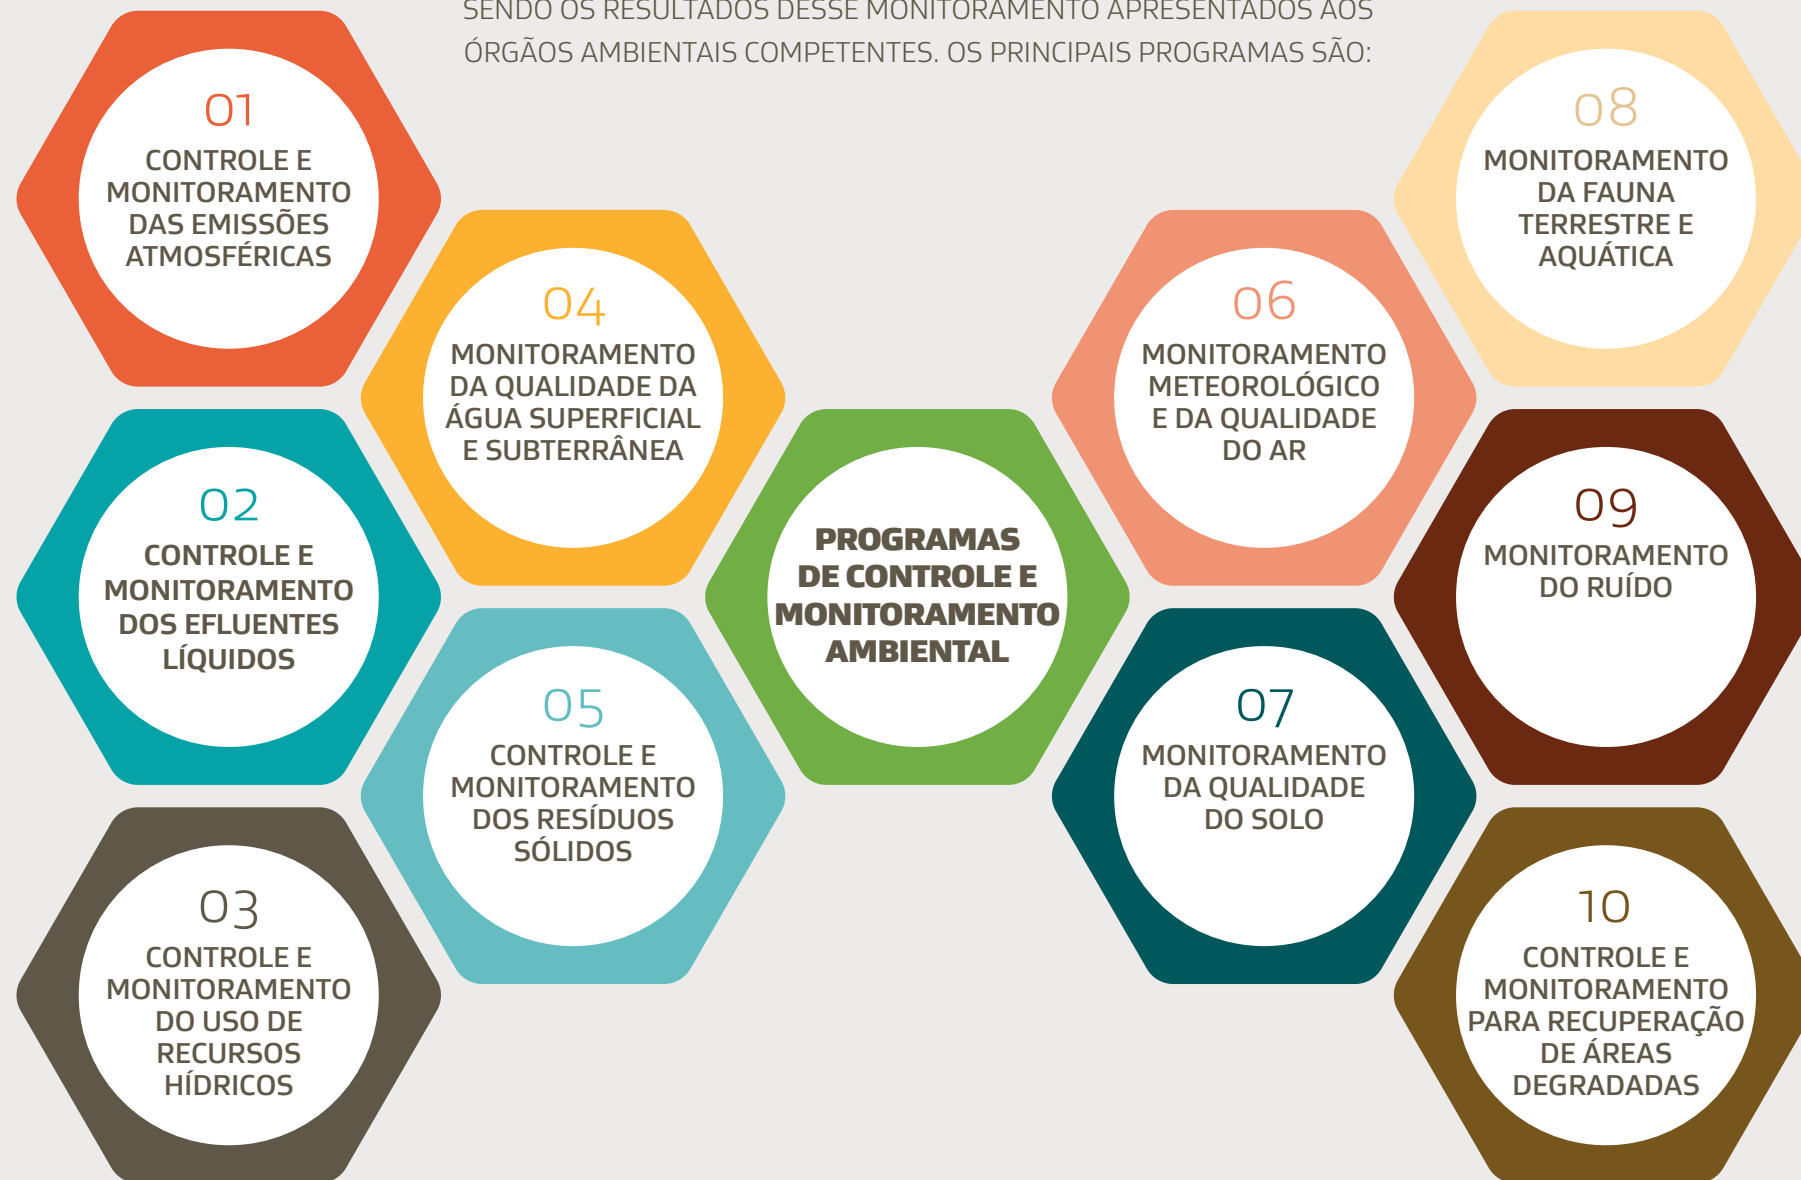 SENDO OS RESULTADOS DESSE MONITORAMENTO APRESENTADOS AOS
ÓRGÃOS AMBIENTAIS COMPETENTES. OS PRINCIPAIS PROGRAMAS SÃO:
01
CONTROLE E
MONITORAMENTO
DAS EMISSÕES
ATMOSFÉRICAS
02
CONTROLE E
MONITORAMENTO
DOS EFLUENTES
LÍQUIDOS
03
CONTROLE E
MONITORAMENTO
DO USO DE
RECURSOS
HÍDRICOS
04
MONITORAMENTO
DA QUALIDADE DA
ÁGUA SUPERFICIAL
E SUBTERRÂNEA
05
CONTROLE E
MONITORAMENTO
DOS RESÍDUOS
SÓLIDOS
PROGRAMAS
DE CONTROLE E
MONITORAMENTO
AMBIENTAL
06
MONITORAMENTO
METEOROLÓGICO
E DA QUALIDADE
DO AR
07
MONITORAMENTO
DA QUALIDADE
DO SOLO
08
MONITORAMENTO
DA FAUNA
TERRESTRE E
AQUÁTICA
09
MONITORAMENTO
DO RUÍDO
10
CONTROLE E
MONITORAMENTO
PARA RECUPERAÇÃO
DE ÁREAS
DEGRADADAS